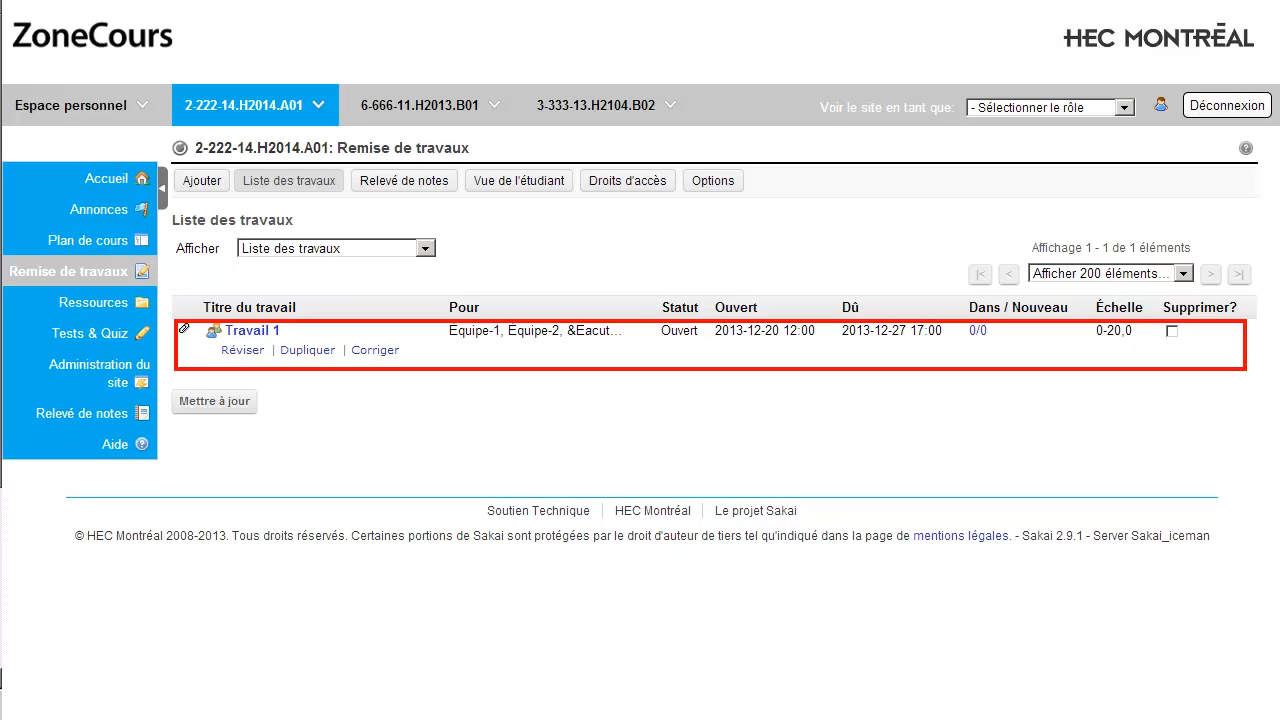 ZoneCours
HEC MONTRÉAL
Espace personnel 2-222-14.H2014.A01 6-666-11.H2013.B01 3-333-13.H2104.B02 Voir le site en tant que: - Sélectionner le rôle Déconnexion
2-222-14.H2014.A01: Remise de travaux
Accueil
Annonces
Plan de cours
Remise de travaux
Ressources
Tests & Quiz
Administration du
site
Relevé de notes
Aide
Ajouter Liste des travaux Relevé de notes Vue de l'étudiant Droits d'accès Options
Liste des travaux
Afficher Liste des travaux
Affichage 1 - 1 de 1 éléments
|< < Afficher 200 éléments... > >|
Titre du travail Pour Statut Ouvert Dû Dans / Nouveau Échelle Supprimer?
Travail 1 Equipe-1, Equipe-2, &Eacut... Ouvert 2013-12-20 12:00 2013-12-27 17:00 0/0 0-20,0
Réviser | Dupliquer | Corriger
Mettre à jour
Soutien Technique HEC Montréal Le projet Sakai
© HEC Montréal 2008-2013. Tous droits réservés. Certaines portions de Sakai sont protégées par le droit d'auteur de tiers tel qu'indiqué dans la page de mentions légales. - Sakai 2.9.1 - Server Sakai_iceman